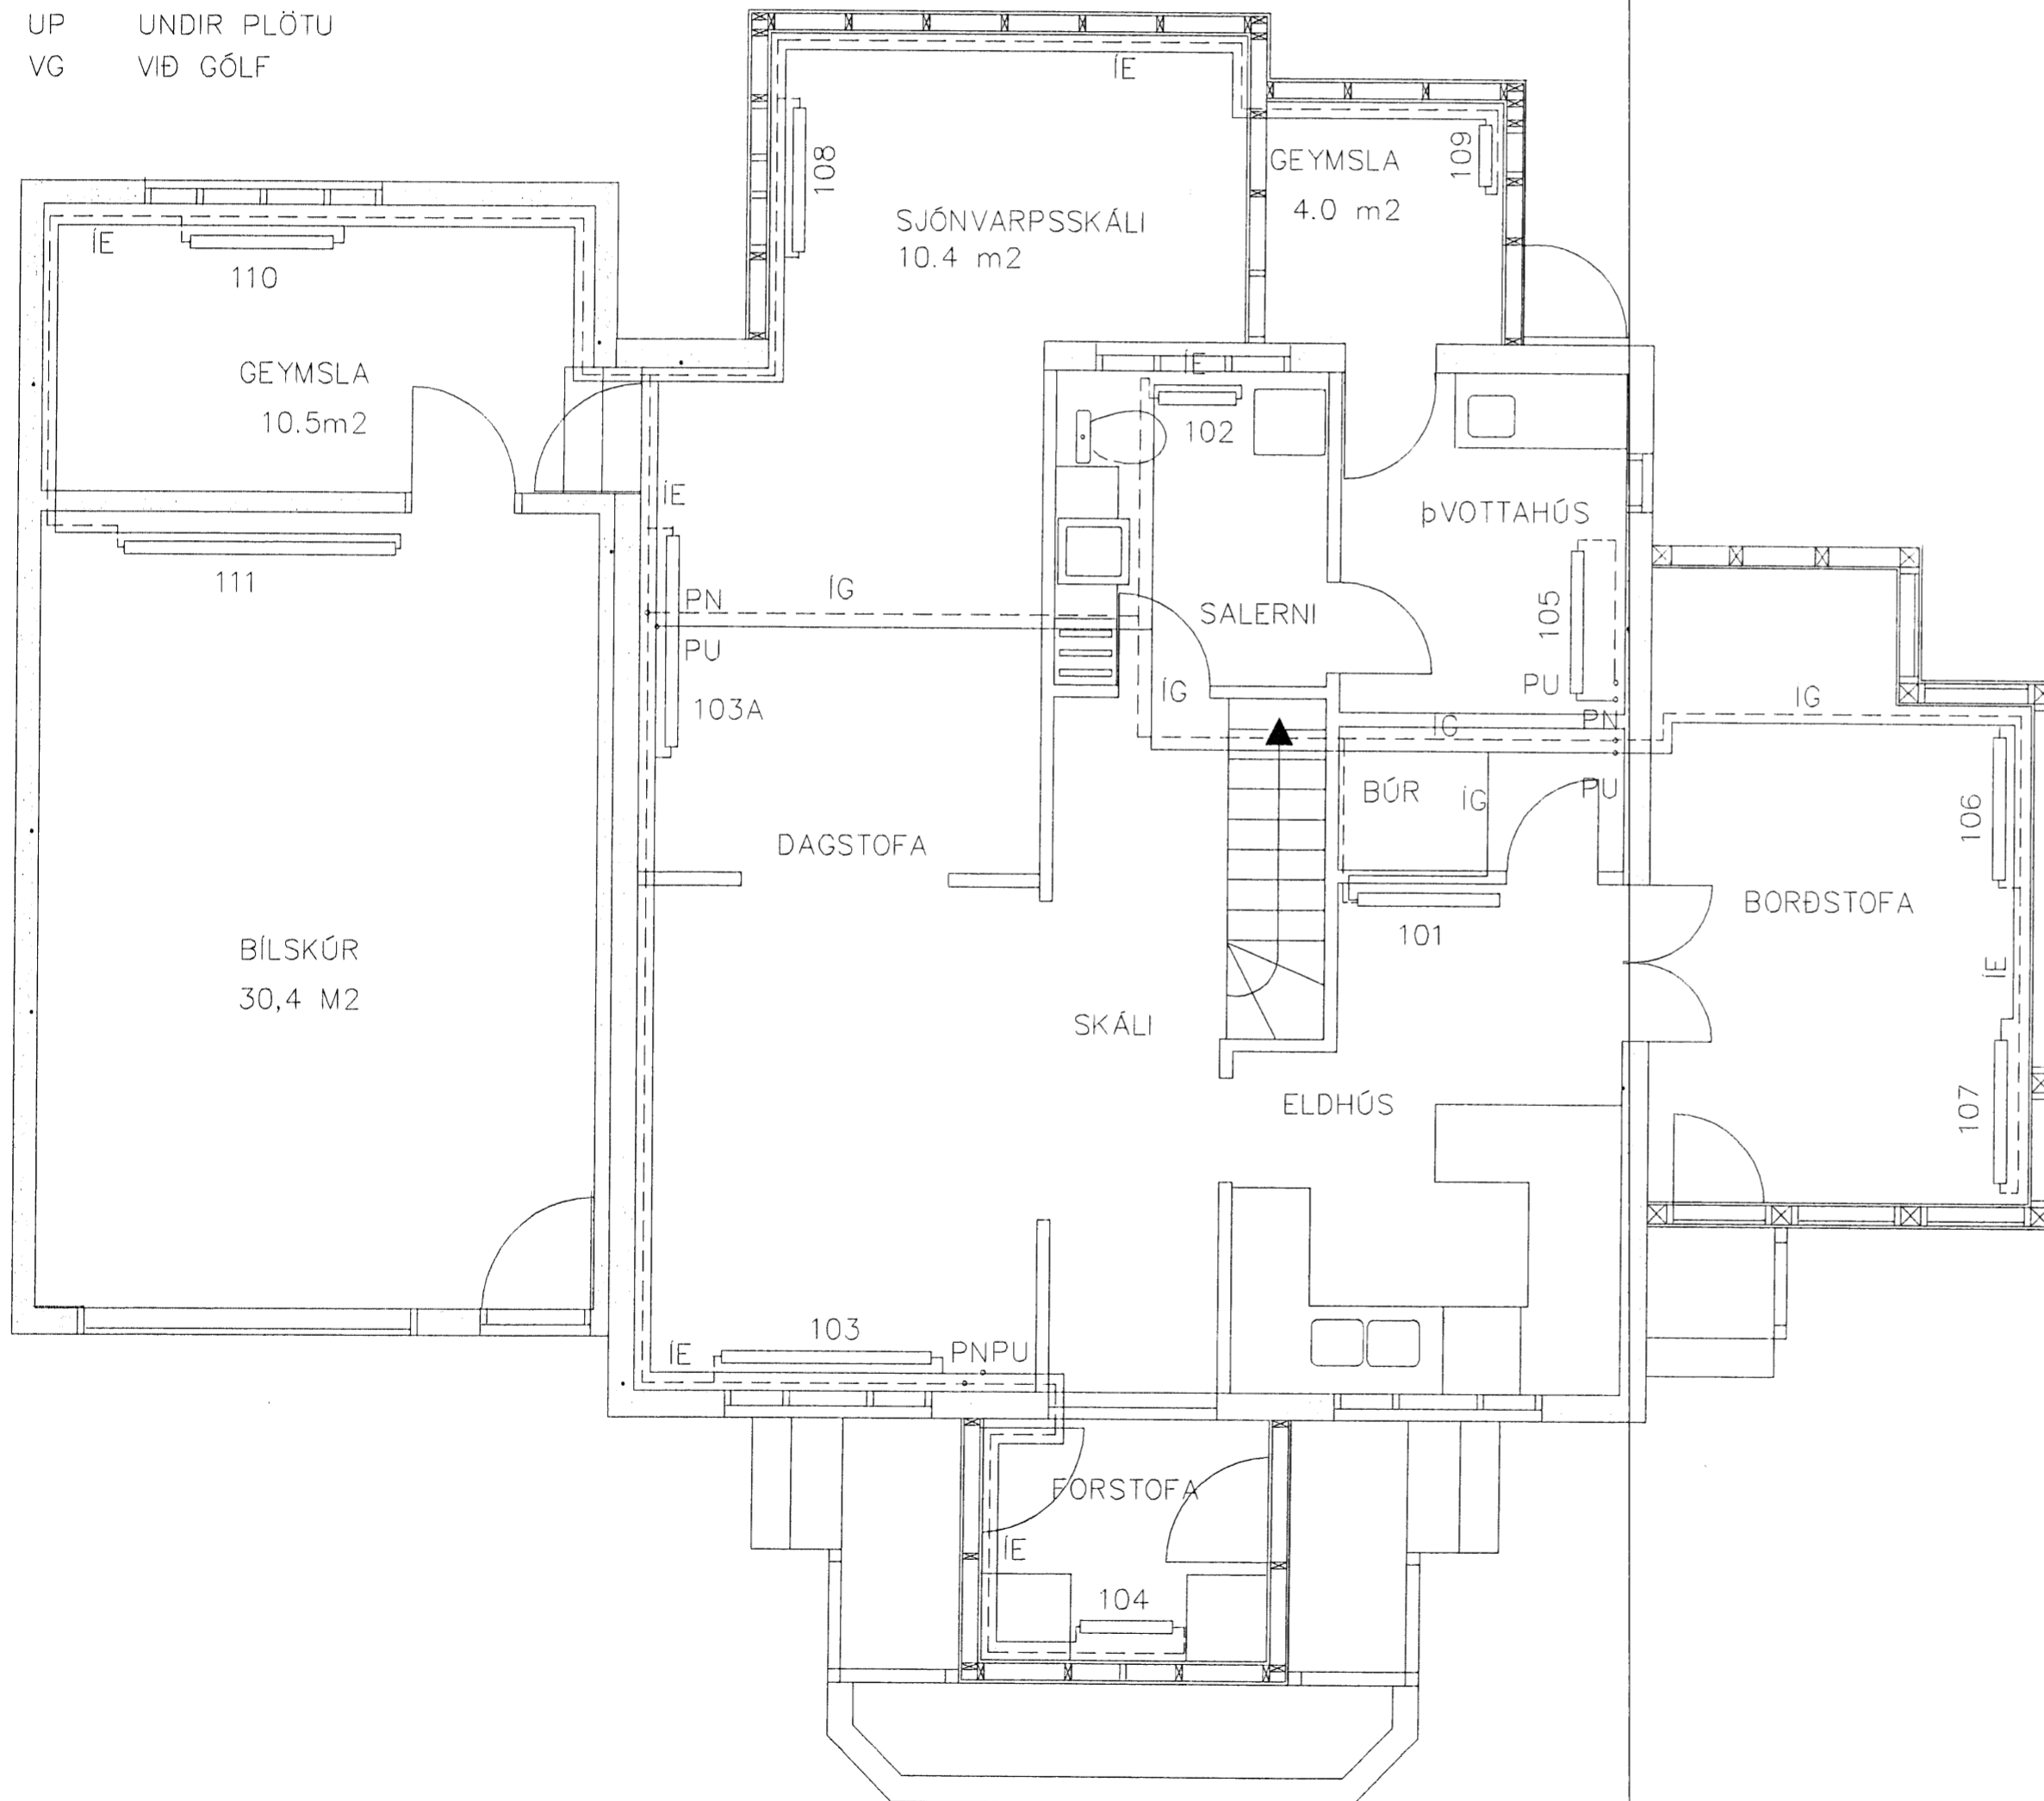 UP UNDIR PLÖTU
VG VIÐ GÓLF
ÍE
108
GEYMSLA
4.0 m2
109
SJÓNVARPSSKÁLI
10.4 m2
ÍE
110
GEYMSLA
10.5m2
ÍE
102
ÍE
ÞVOTTAHÚS
111
PN
ÍG
PU
103A
SALERNI
105
ÍG
PU
ÍG
PN
IG
BÚR
ÍG
PU
106
DAGSTOFA
BORÐSTOFA
101
BÍLSKÚR
30,4 M2
ÍE
SKÁLI
ELDHÚS
107
103
ÍE
PNPU
FORSTOFA
ÍE
104